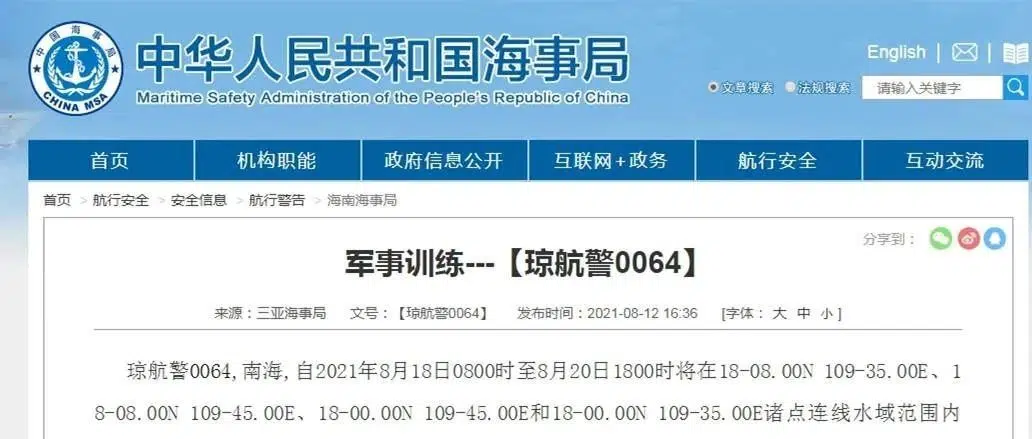 中国海事局
CHINA MSA
中华人民共和国海事局
Maritime Safety Administration of the People's Republic of China
English | |
文章搜索 法规搜索 请输入关键字
首页 机构职能 政府信息公开 互联网+政务 航行安全 互动交流
首页 > 航行安全 > 安全信息 > 航行警告 > 海南海事局
分享到：
军事训练---【琼航警0064】
来源：三亚海事局 文号：【琼航警0064】 发布时间：2021-08-12 16:36 [字体： 大 中 小 ]
琼航警0064,南海,自2021年8月18日0800时至8月20日1800时将在18-08.00N 109-35.00E、1
8-08.00N 109-45.00E、18-00.00N 109-45.00E和18-00.00N 109-35.00E诸点连线水域范围内